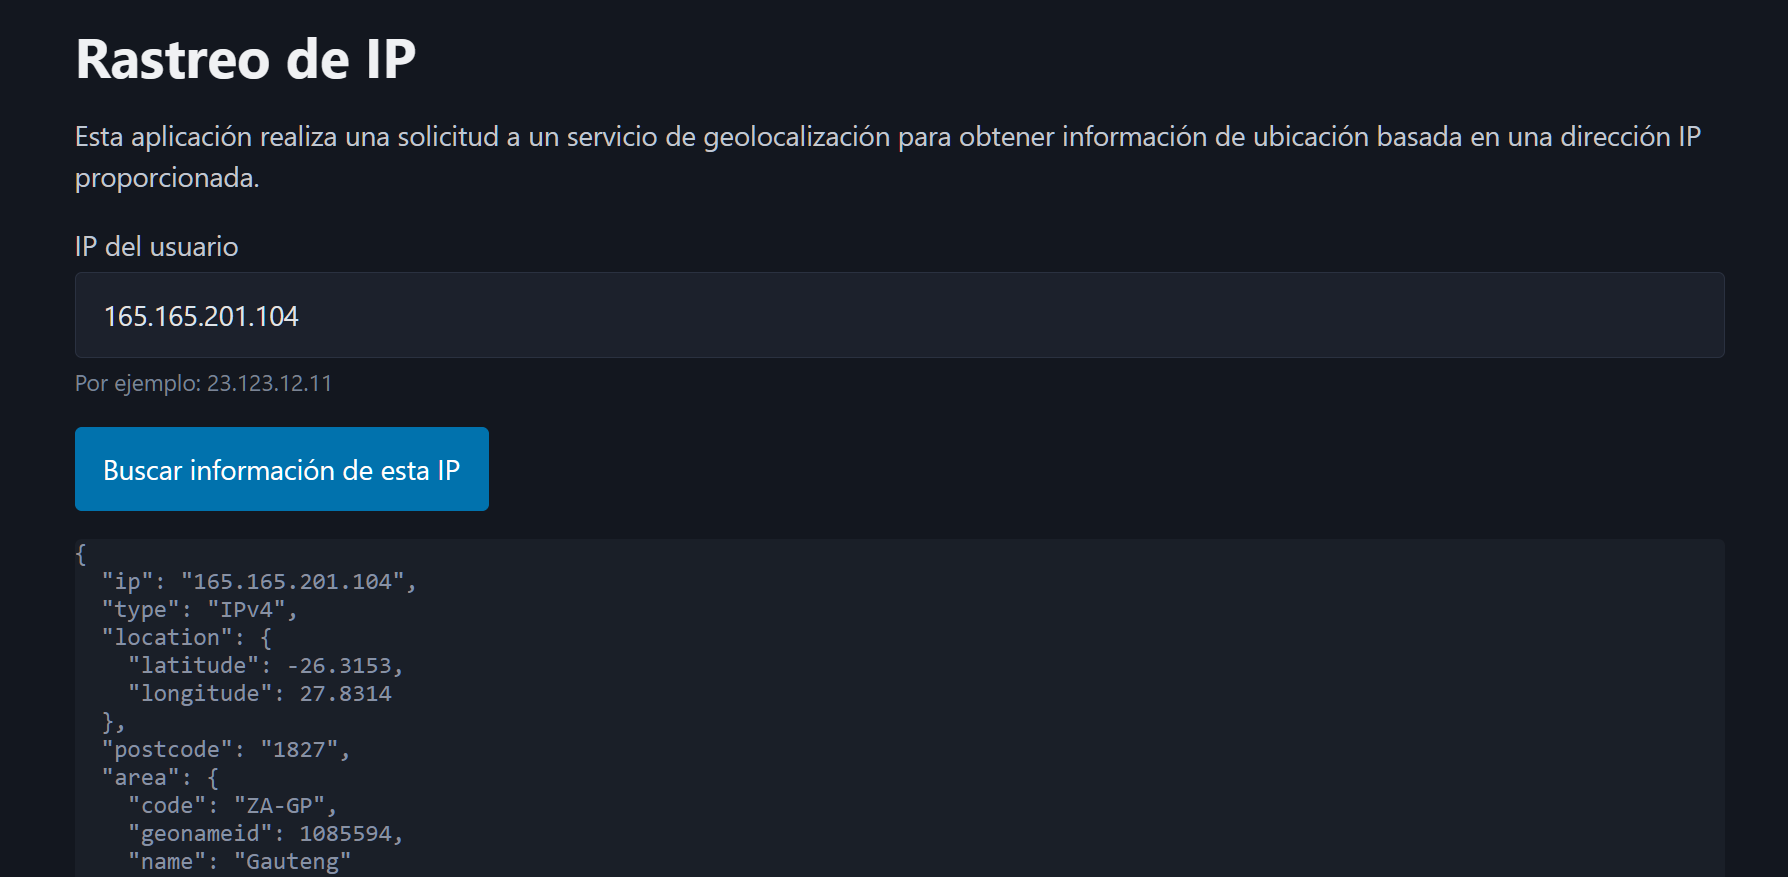 Rastreo de IP
Esta aplicación realiza una solicitud a un servicio de geolocalización para obtener información de ubicación basada en una dirección IP
proporcionada.
IP del usuario
165.165.201.104
Por ejemplo: 23.123.12.11
Buscar información de esta IP
{
  "ip": "165.165.201.104",
  "type": "IPv4",
  "location": {
    "latitude": -26.3153,
    "longitude": 27.8314
  },
  "postcode": "1827",
  "area": {
    "code": "ZA-GP",
    "geonameid": 1085594,
    "name": "Gauteng"